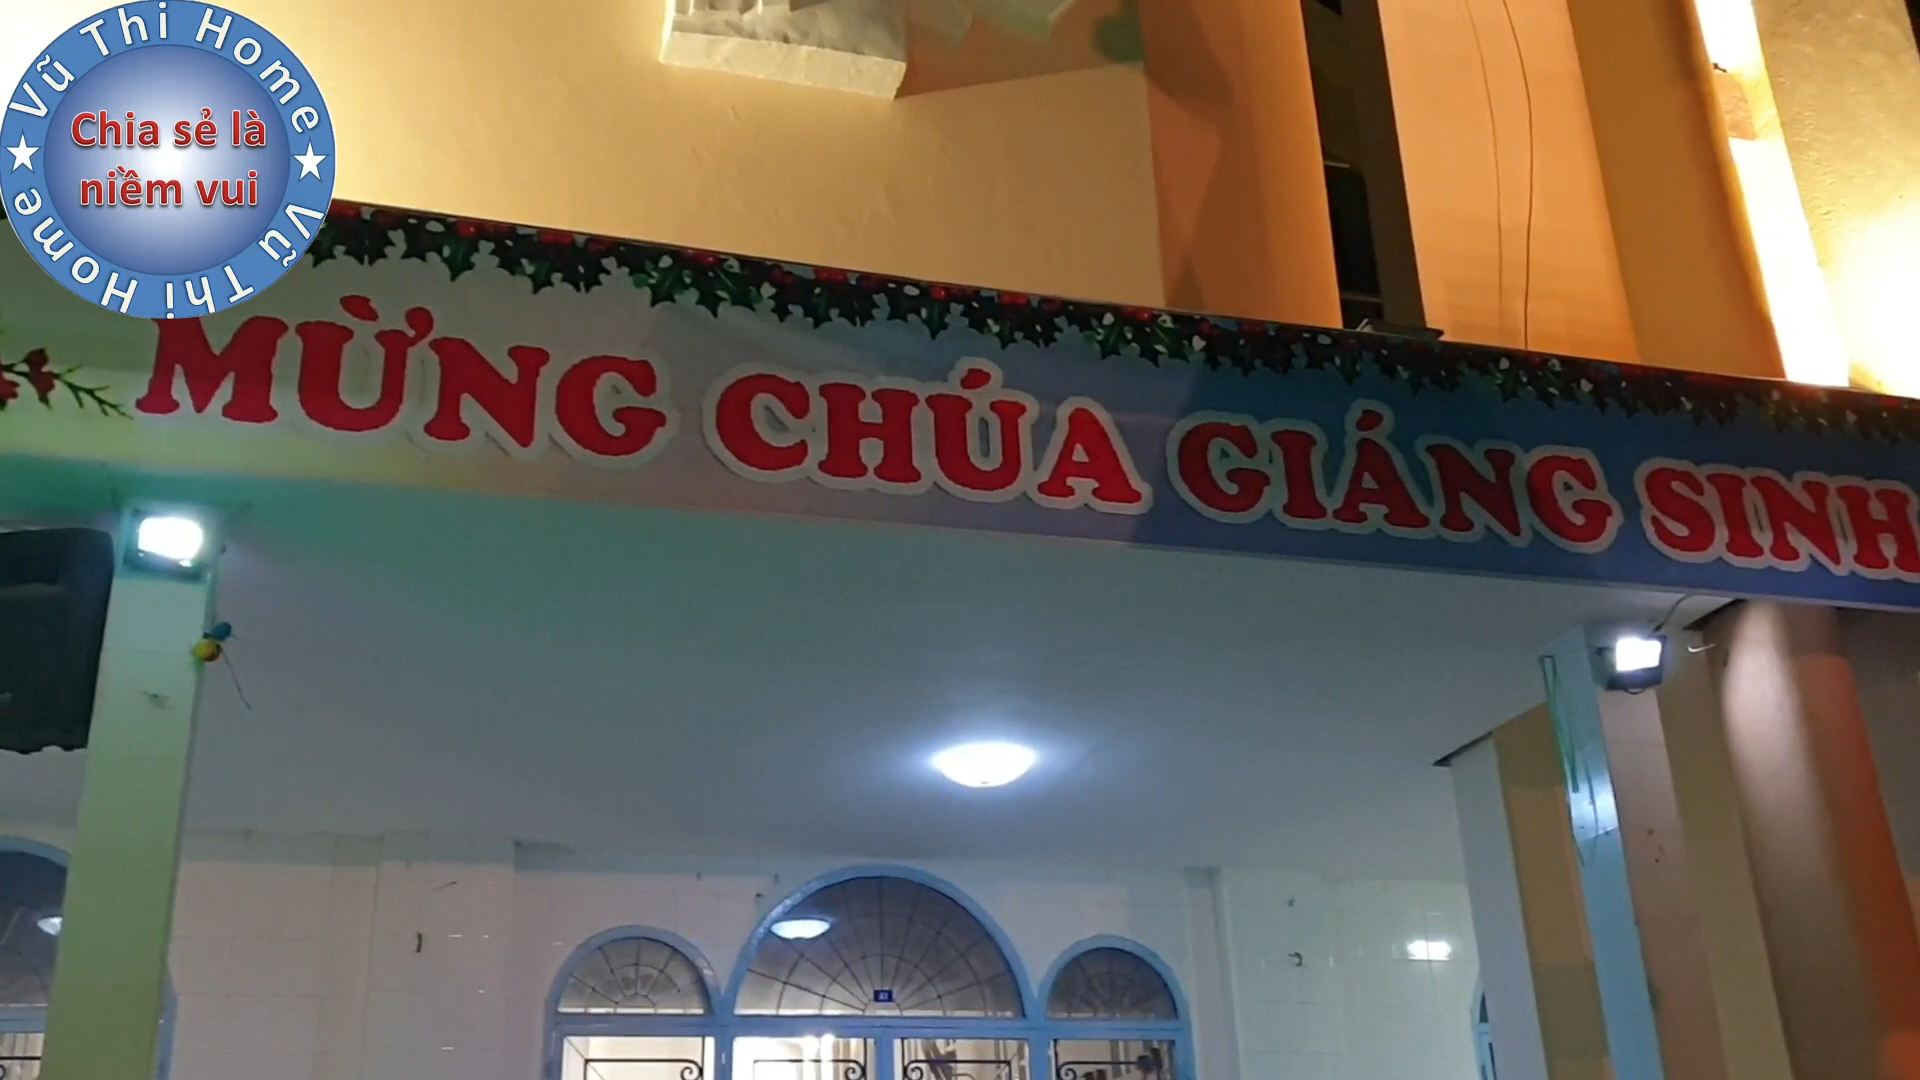 Vũ Thi Home
Chia sẻ là
niềm vui
Vũ Thi Home
MỪNG CHÚA GIÁNG SINH